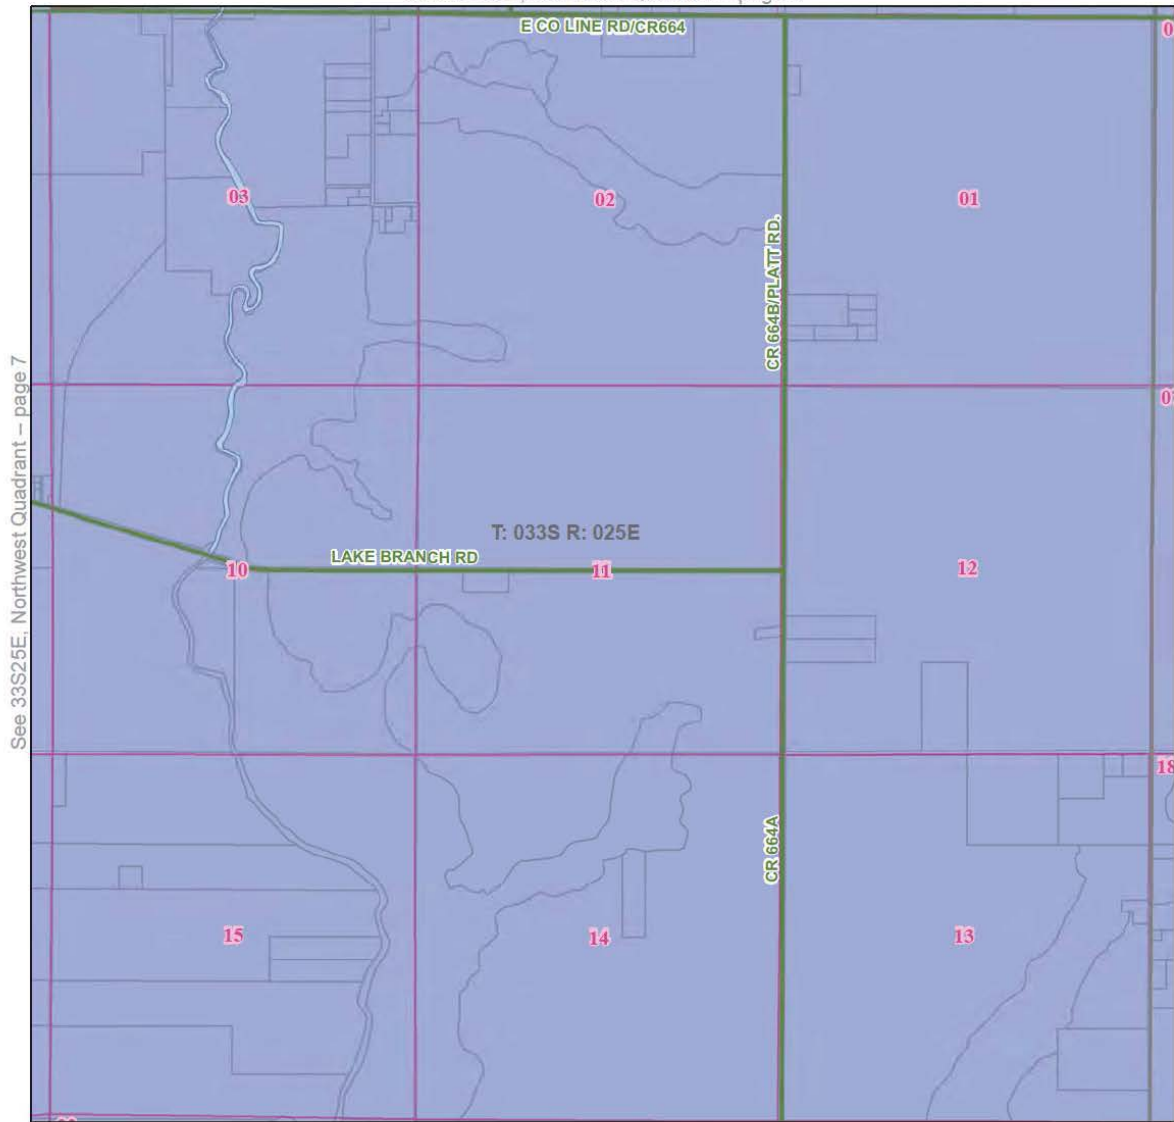 E CO LINE RD/CR664
03
02
01
CR 664B/PLATT RD.
See 33S25E, Northwest Quadrant – page 7
T: 033S R: 025E
LAKE BRANCH RD
10
11
12
18
CR 664A
15
14
13